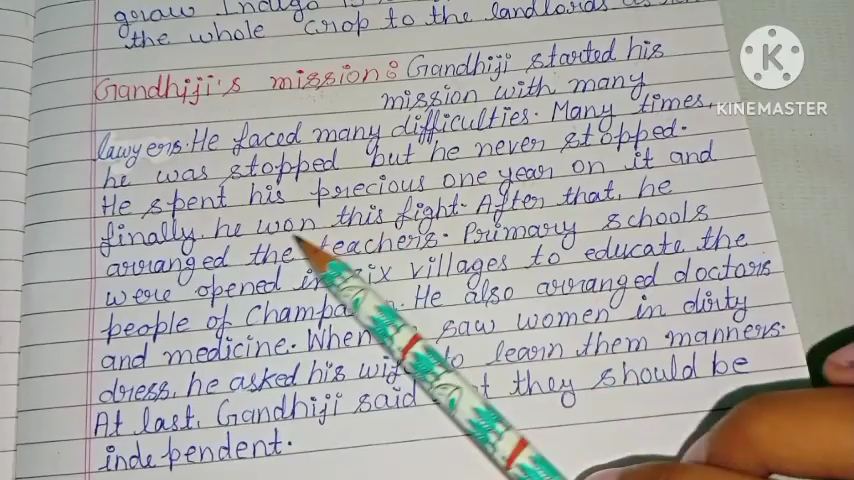 graw Indigo
the whole crop to the landlords
Gandhiji's mission: Gandhiji started his
mission with many
lawyers. He faced many difficulties. Many times,
he was stopped but he never stopped.
He spent his precious one year on it and
finally he won this fight. After that, he
arranged the teachers. Primary schools
were opened in six villages to educate the
people of Champa. He also arranged doctors
and medicine. When saw women in dirty
dress, he asked his wife to learn them manners.
At last, Gandhiji said they should be
independent.
K
KINEMASTER